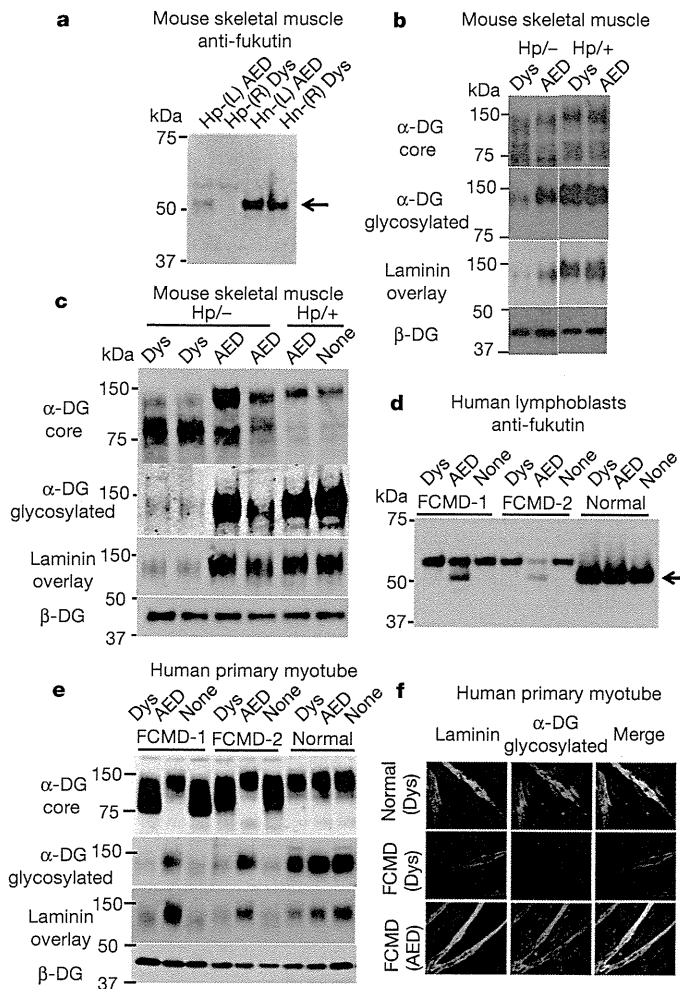 a
Mouse skeletal muscle
anti-fukutin
Hp-(L) AED
Hp-(R) Dys
Hn-(L) AED
Hn-(R) Dys
kDa
75
50
37
b
Mouse skeletal muscle
Hp/– Hp/+
Dys AED Dys AED
kDa
α-DG
core
150
75
α-DG
glycosylated
150
75
Laminin
overlay
150
50
β-DG
37
c
Mouse skeletal muscle
Hp/– Hp/+
Dys Dys AED AED AED None
kDa
α-DG
core
150
75
α-DG
glycosylated
150
Laminin
overlay
150
50
β-DG
37
d
Human lymphoblasts
anti-fukutin
Dys AED None Dys AED None Dys AED None
FCMD-1 FCMD-2 Normal
kDa
75
50
37
e
Human primary myotube
Dys AED None Dys AED None Dys AED None
FCMD-1 FCMD-2 Normal
kDa
α-DG
core
150
75
α-DG
glycosylated
150
Laminin
overlay
150
50
β-DG
37
f
Human primary myotube
Laminin
α-DG
glycosylated
Merge
Normal
(Dys)
FCMD
(Dys)
FCMD
(AED)